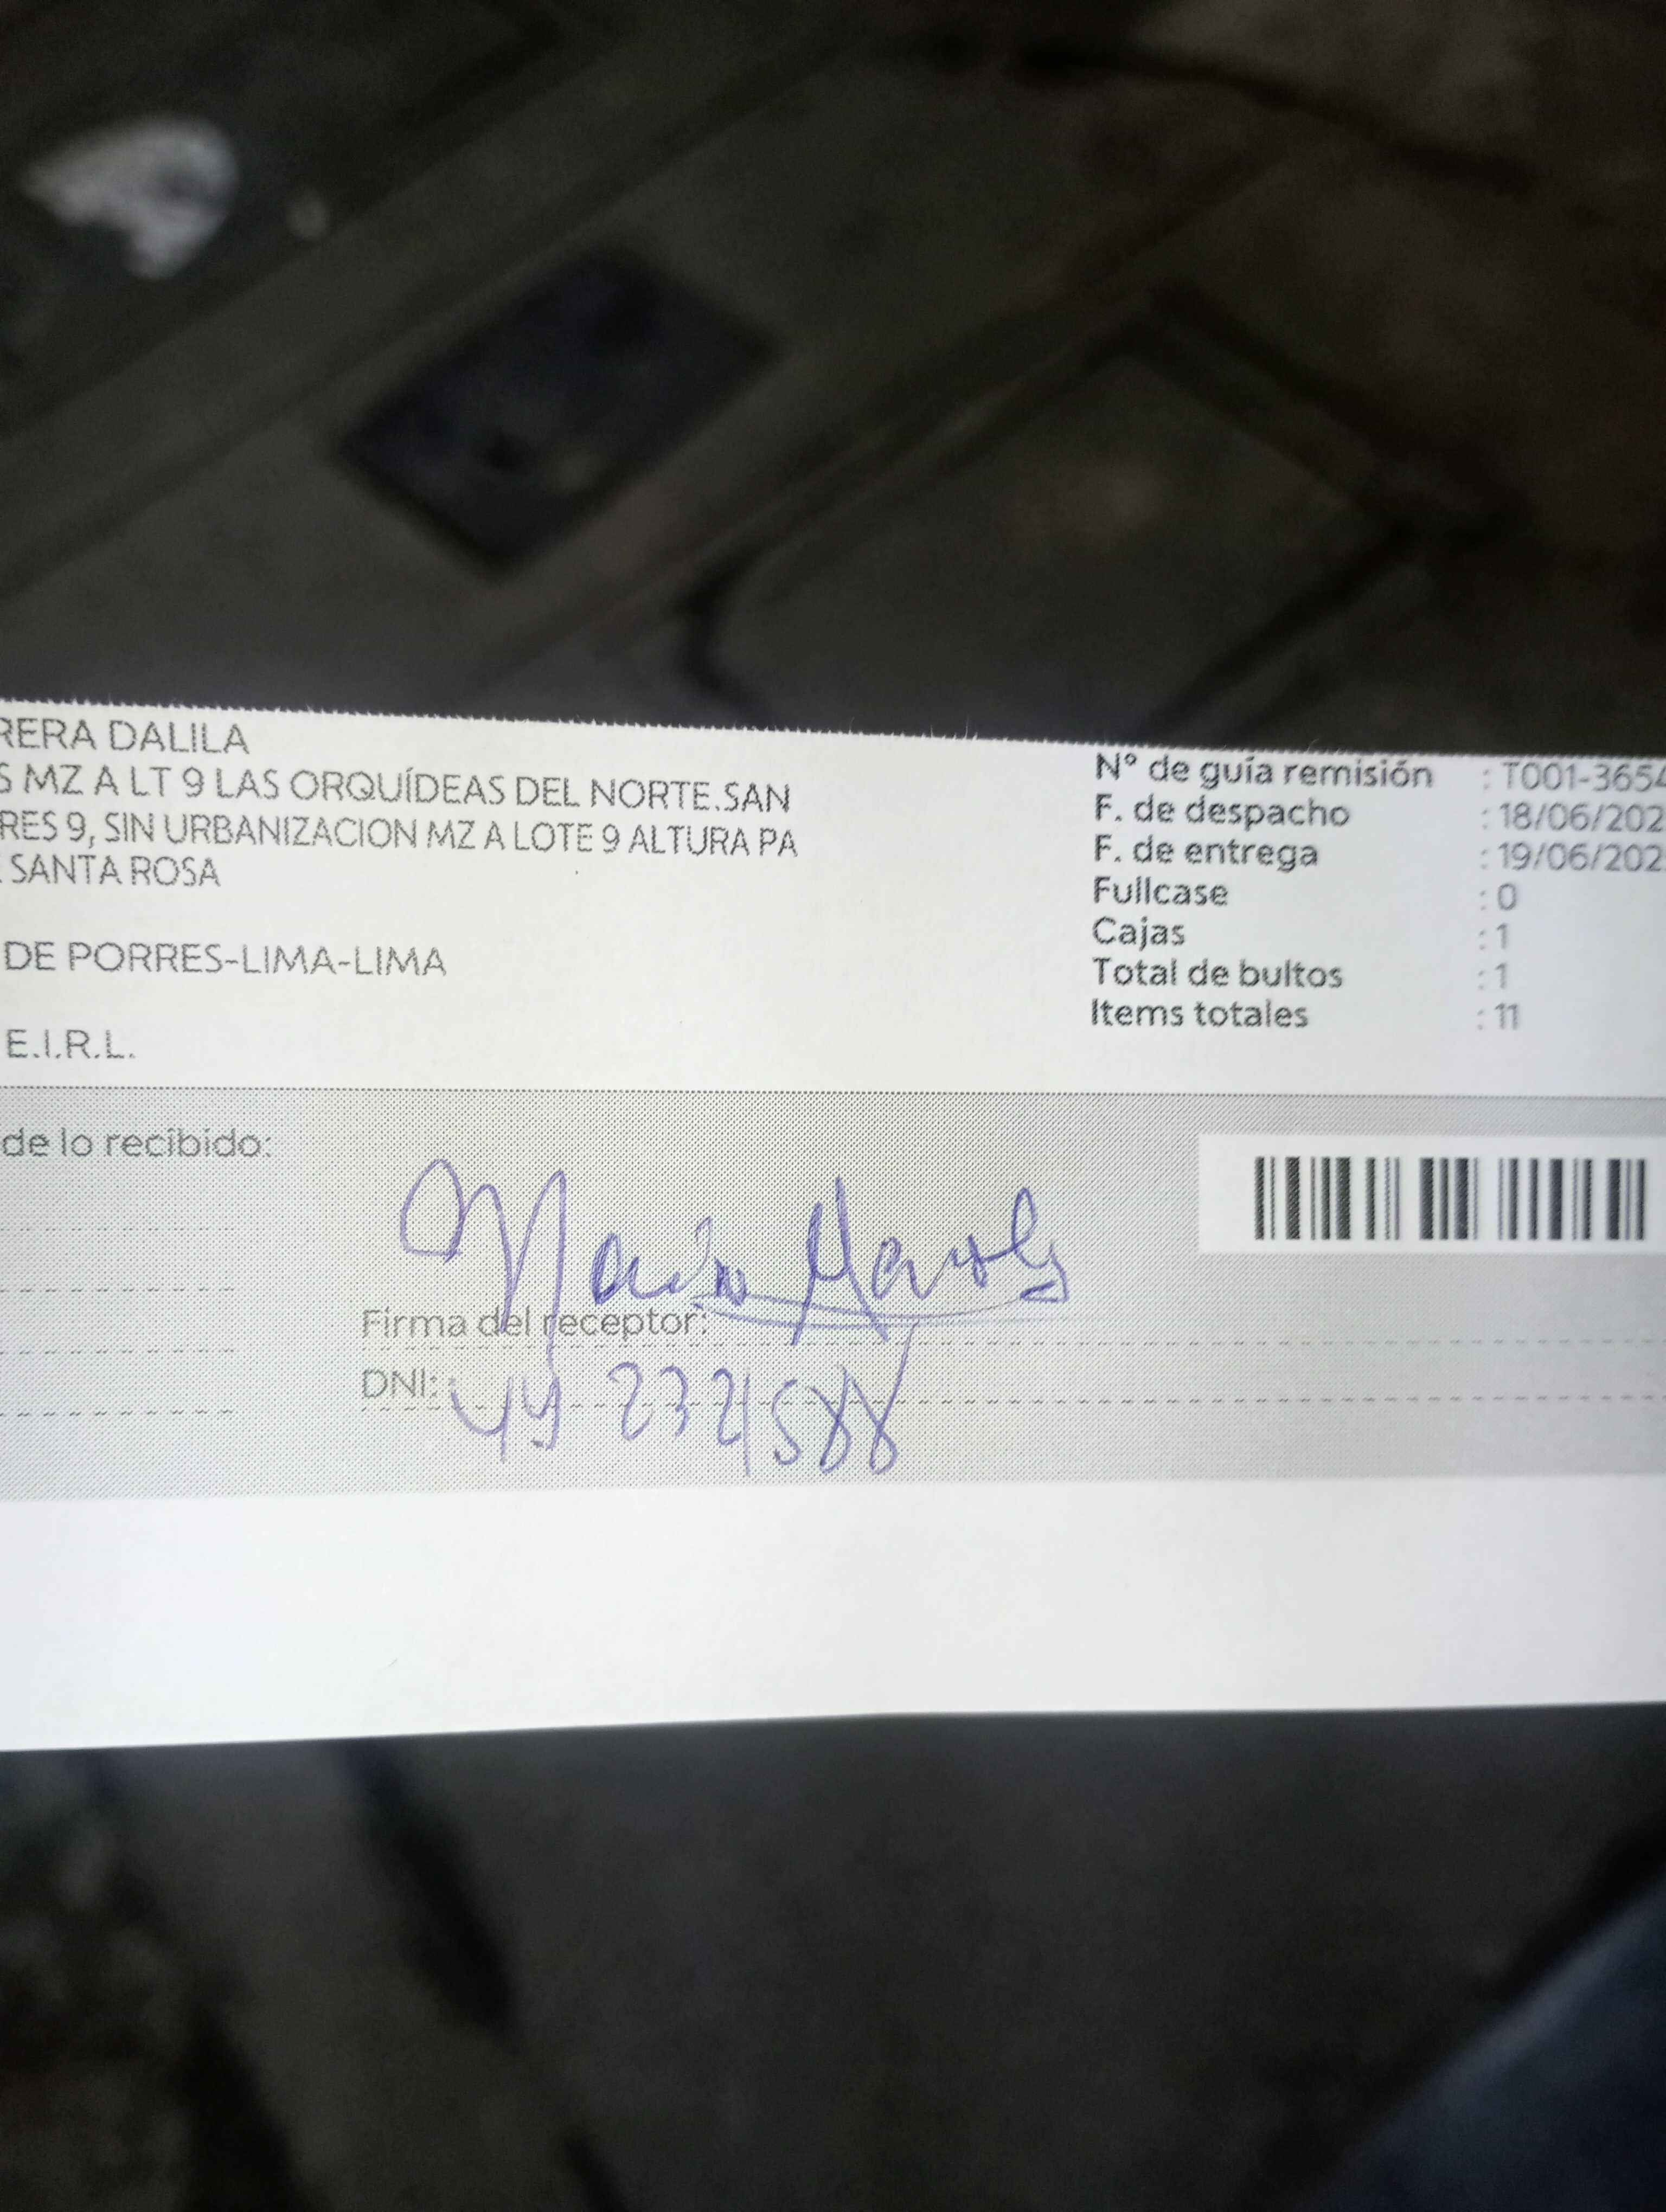 RERA DALILA
S MZ A LT 9 LAS ORQUÍDEAS DEL NORTE.SAN
RES 9, SIN URBANIZACION MZ A LOTE 9 ALTURA PA
SANTA ROSA
DE PORRES-LIMA-LIMA
E.I.R.L.
N° de guía remisión : T001-3654
F. de despacho : 18/06/202
F. de entrega : 19/06/202
Fullcase : 0
Cajas : 1
Total de bultos : 1
Items totales : 11
de lo recibido:
Firma del receptor:
DNI: